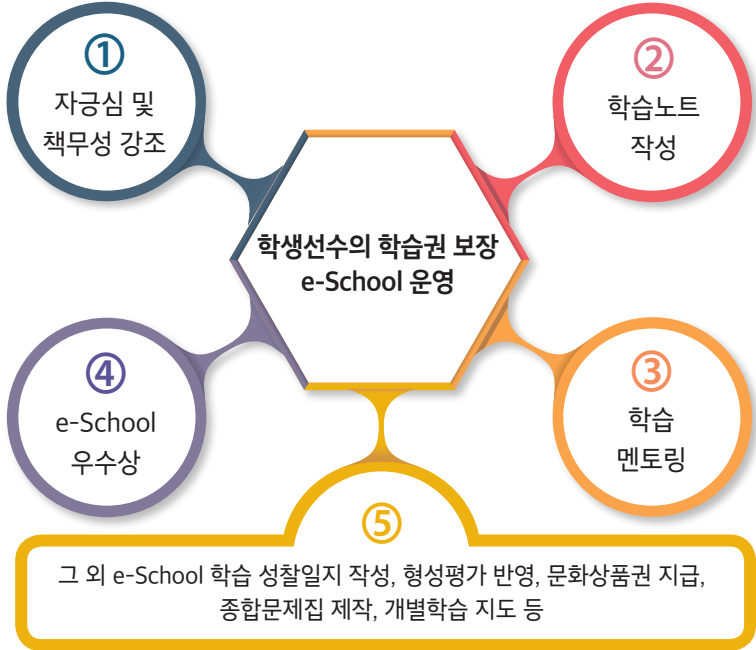 ①
자긍심 및
책무성 강조
②
학습노트
작성
학생선수의 학습권 보장
e-School 운영
④
e-School
우수상
③
학습
멘토링
⑤
그 외 e-School 학습 성찰일지 작성, 형성평가 반영, 문화상품권 지급,
종합문제집 제작, 개별학습 지도 등